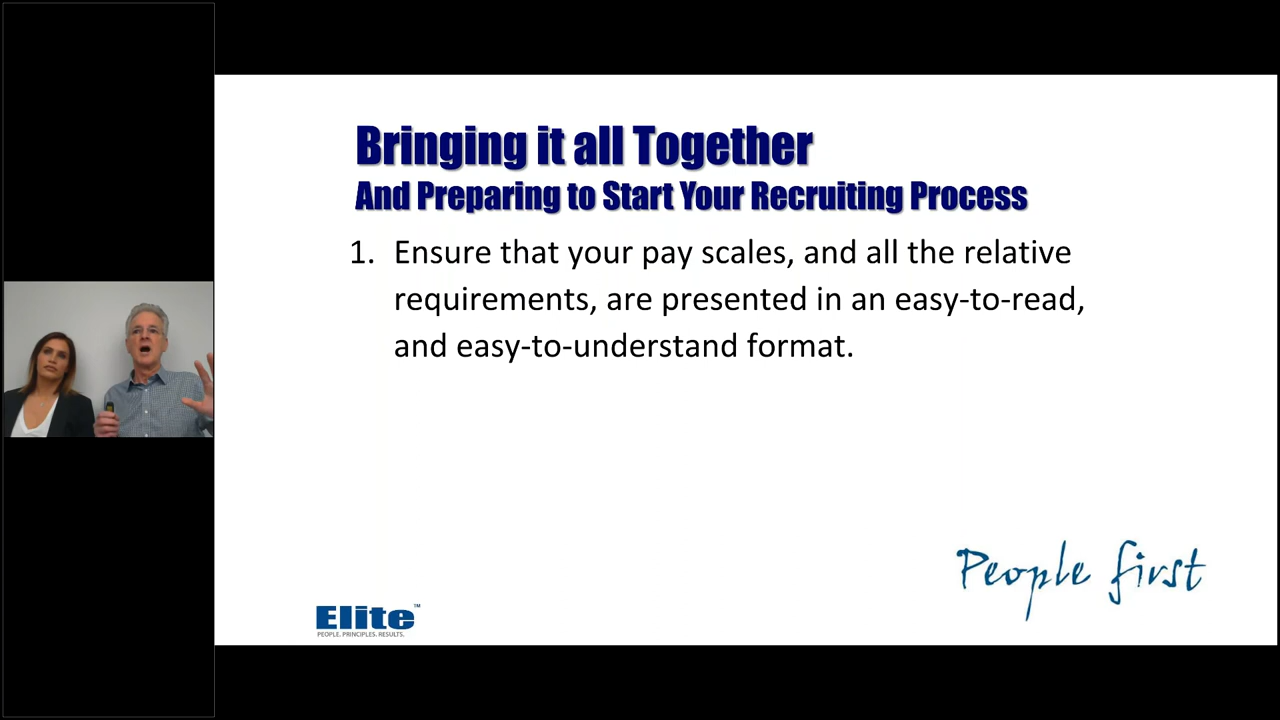 Bringing it all Together
And Preparing to Start Your Recruiting Process
1. Ensure that your pay scales, and all the relative
requirements, are presented in an easy-to-read,
and easy-to-understand format.
People first
Elite™
PEOPLE. PRINCIPLES. RESULTS.